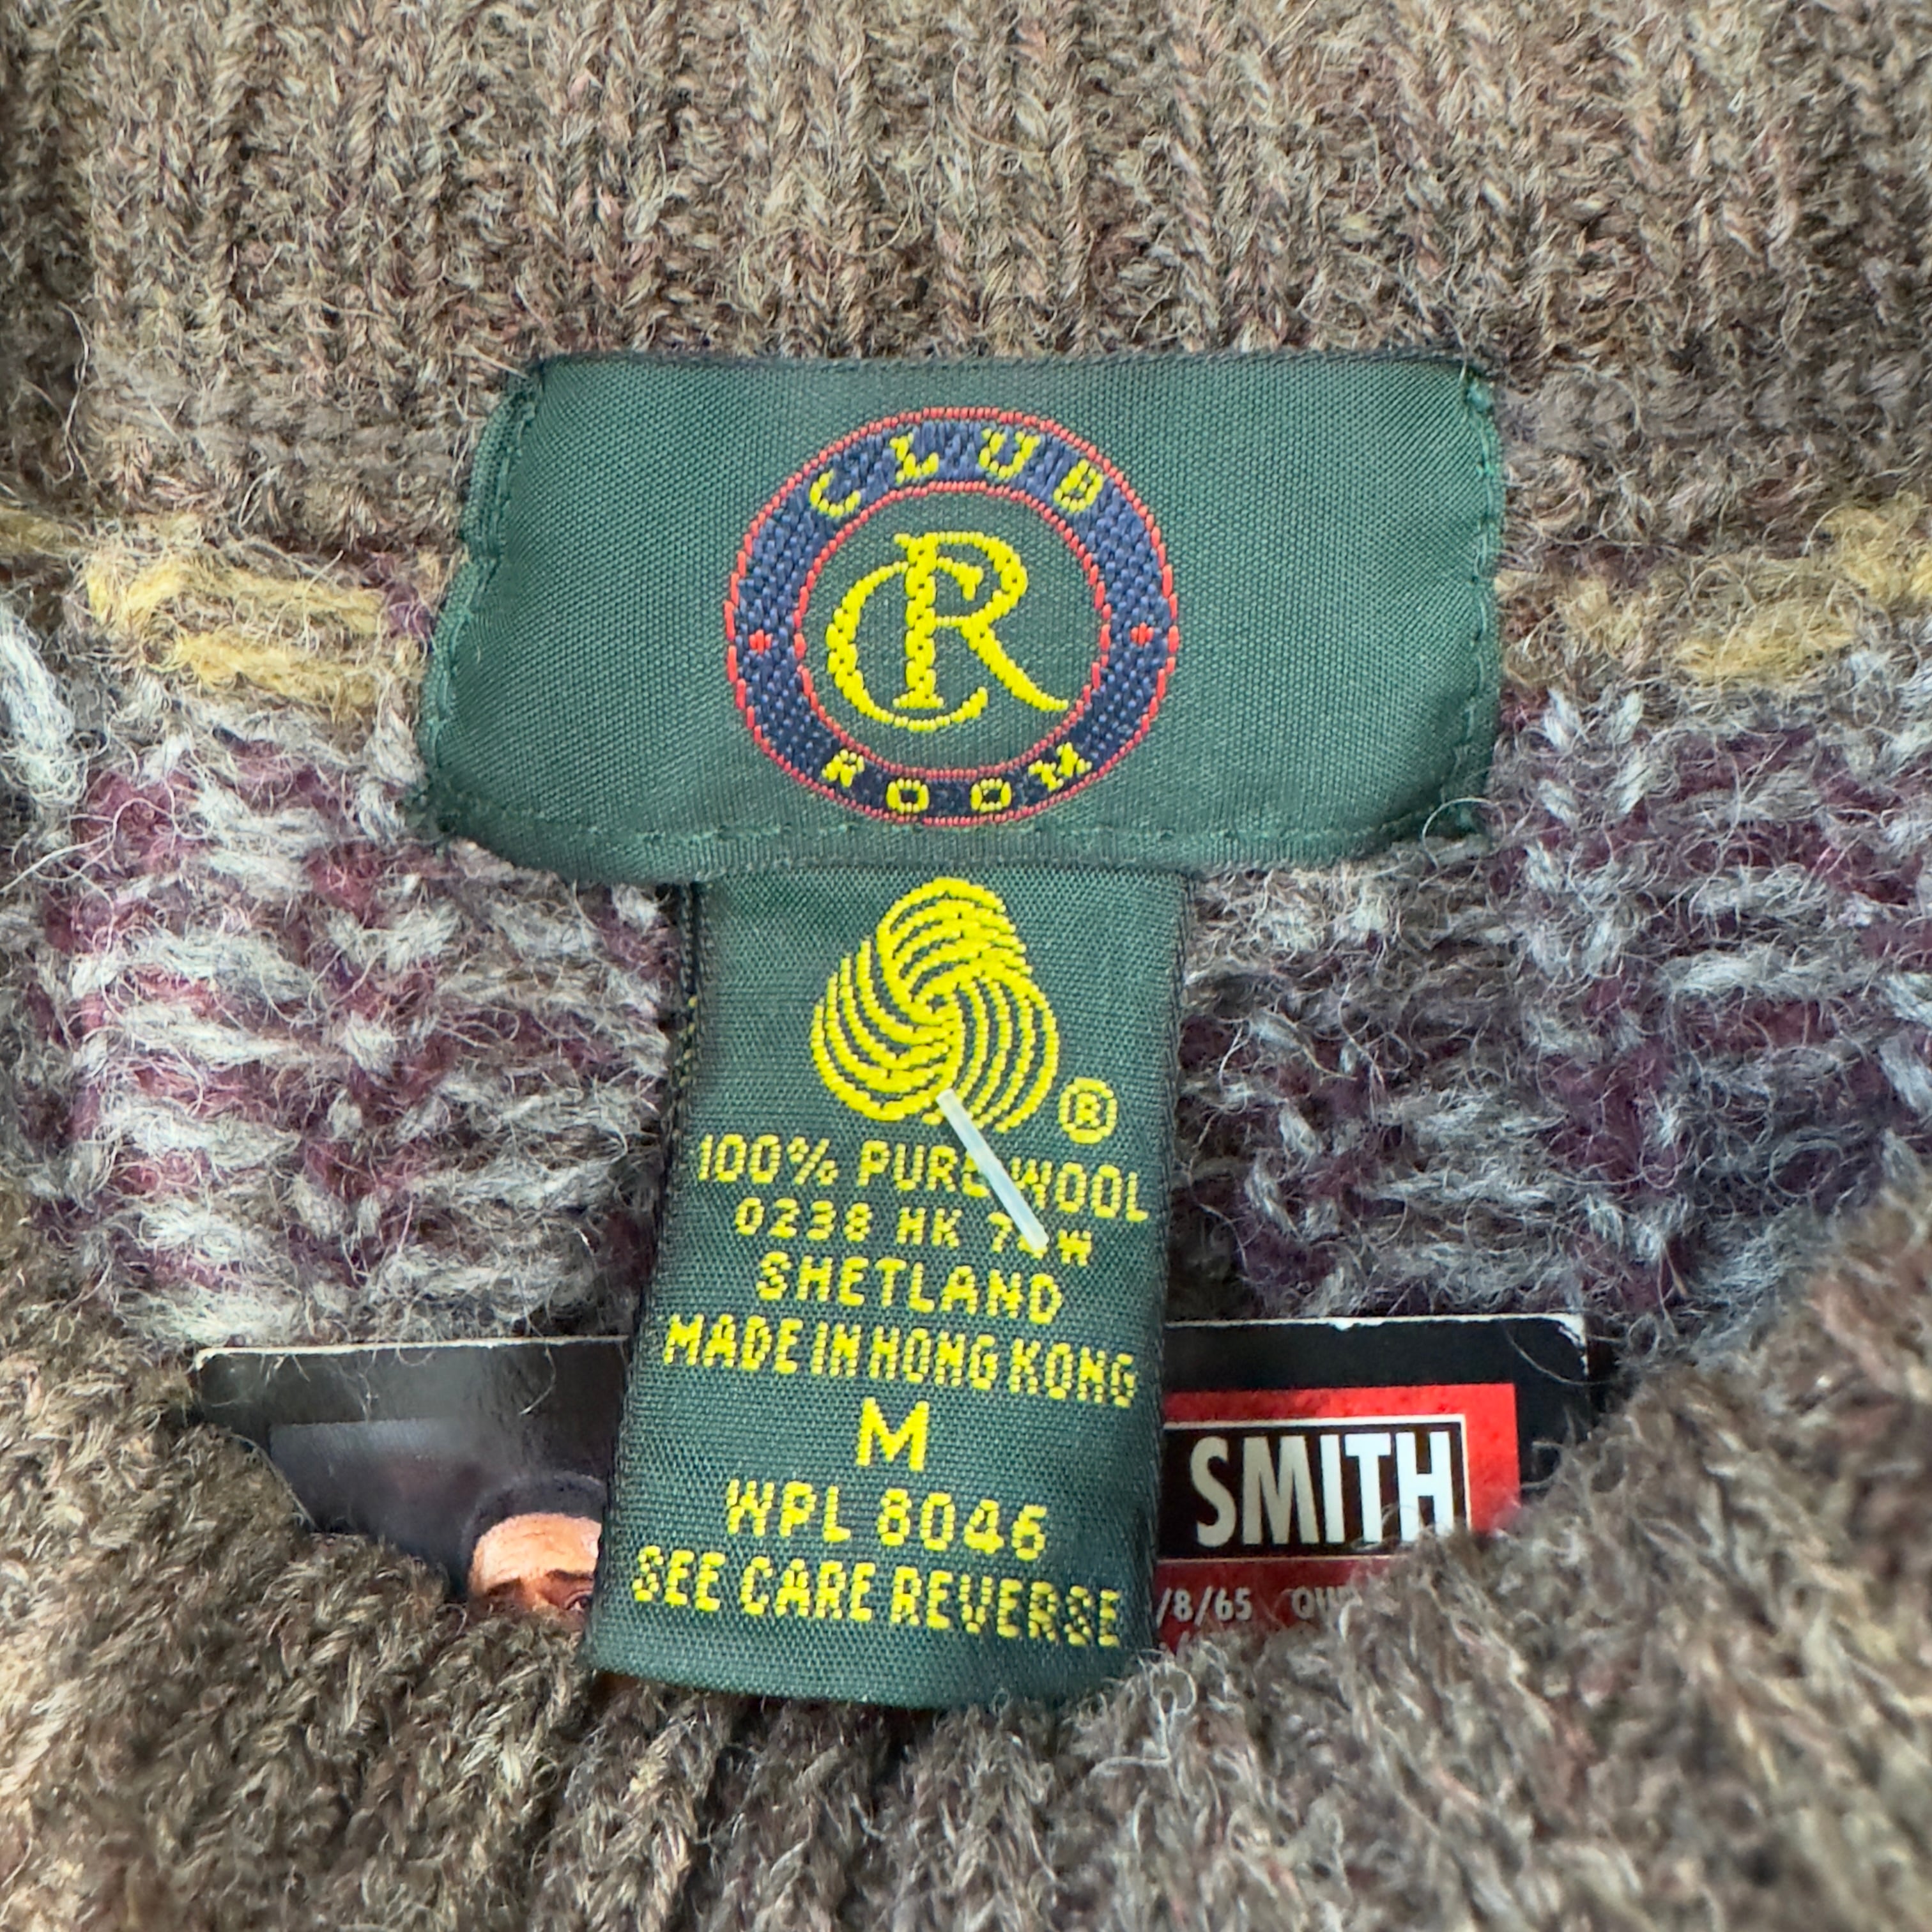 CLUB
CR
ROOM
®
100% PURE WOOL
0238 HK W
SHETLAND
MADE IN HONG KONG
M
WPL 8046
SEE CARE REVERSE
SMITH
/8/65